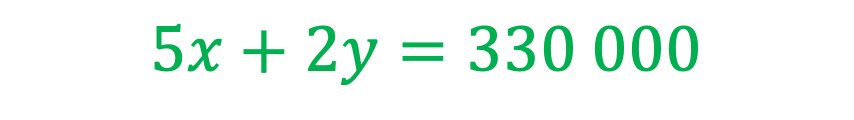 5x + 2y = 330 000